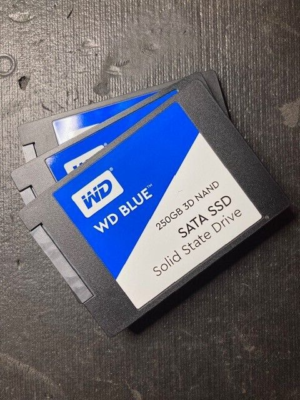 WD
WD BLUE™
250GB 3D NAND
SATA SSD
Solid State Drive